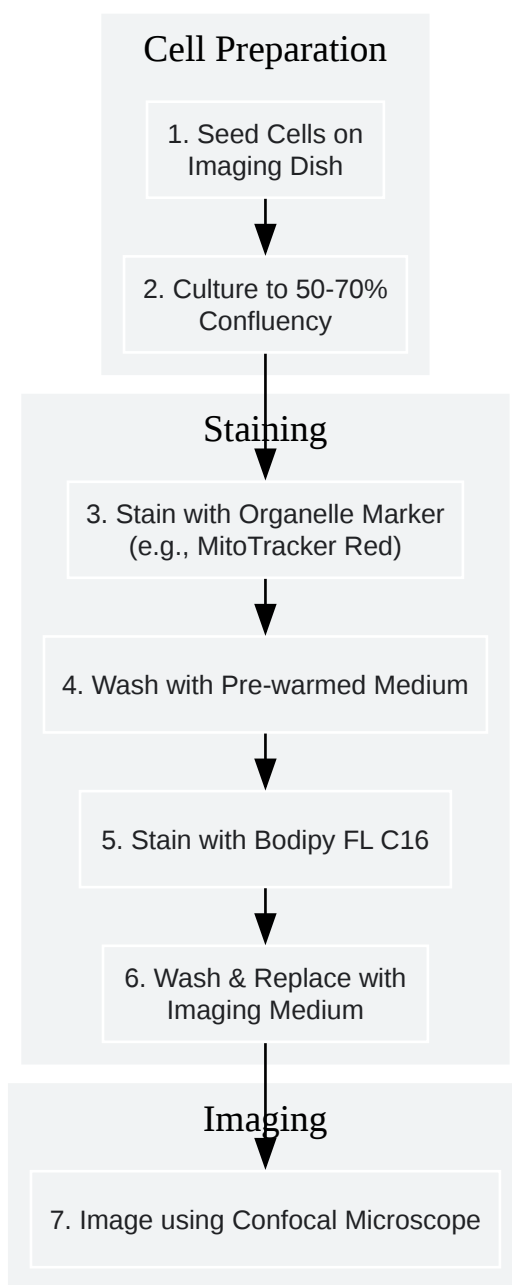 Cell Preparation
1. Seed Cells on
Imaging Dish
2. Culture to 50-70%
Confluency
Staining
3. Stain with Organelle Marker
(e.g., MitoTracker Red)
4. Wash with Pre-warmed Medium
5. Stain with Bodipy FL C16
6. Wash & Replace with
Imaging Medium
Imaging
7. Image using Confocal Microscope